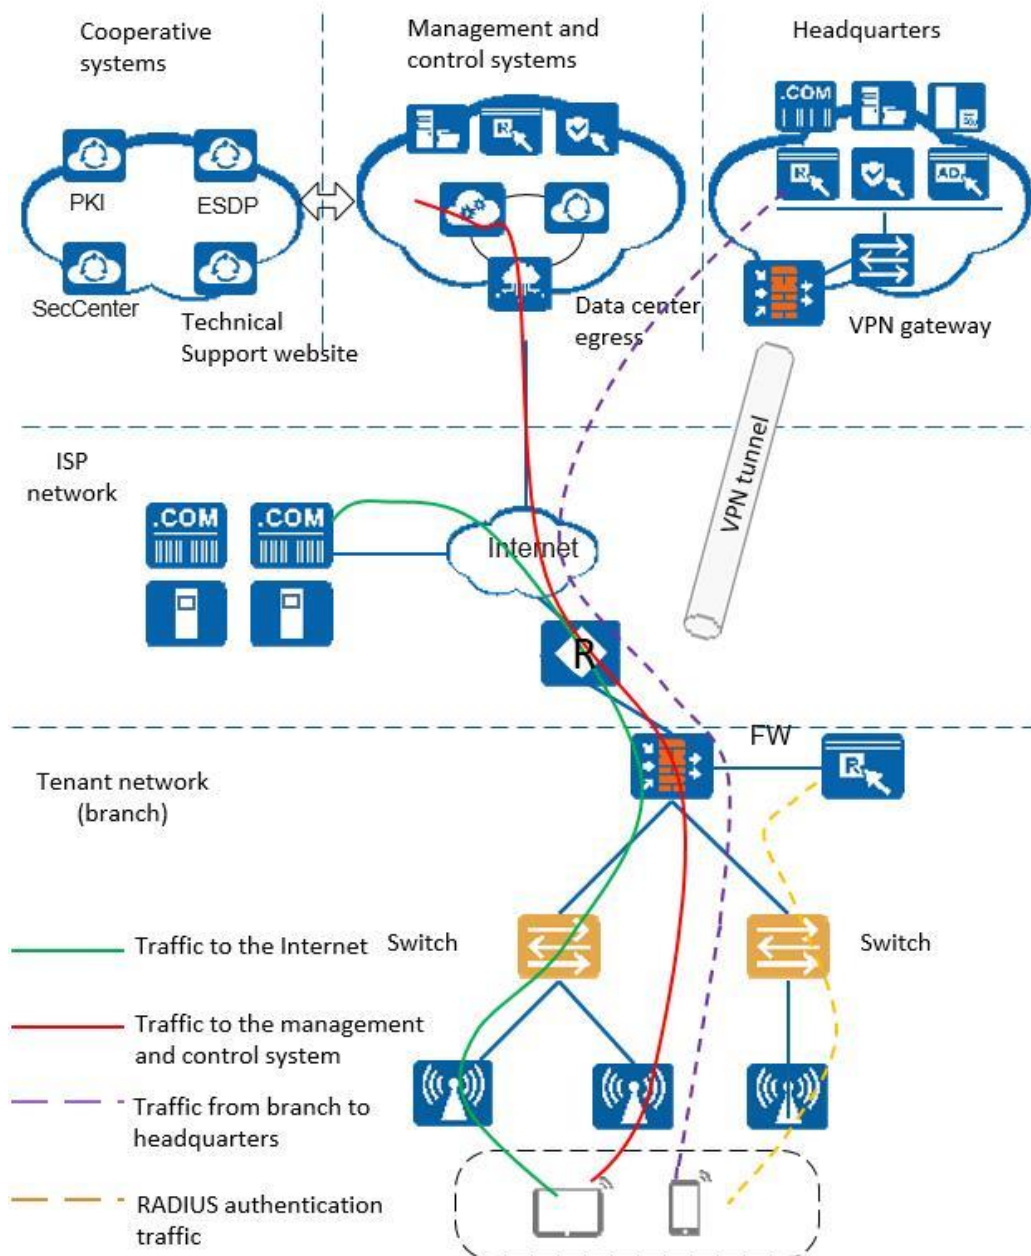 Cooperative
systems
Management and
control systems
Headquarters
.COM
R
R
AD
PKI
ESDP
SecCenter
Technical
Support website
Data center
egress
VPN gateway
VPN tunnel
ISP
network
.COM
.COM
Internet
R
FW
R
Tenant network
(branch)
Switch
Switch
Traffic to the Internet
Traffic to the management
and control system
Traffic from branch to
headquarters
RADIUS authentication
traffic